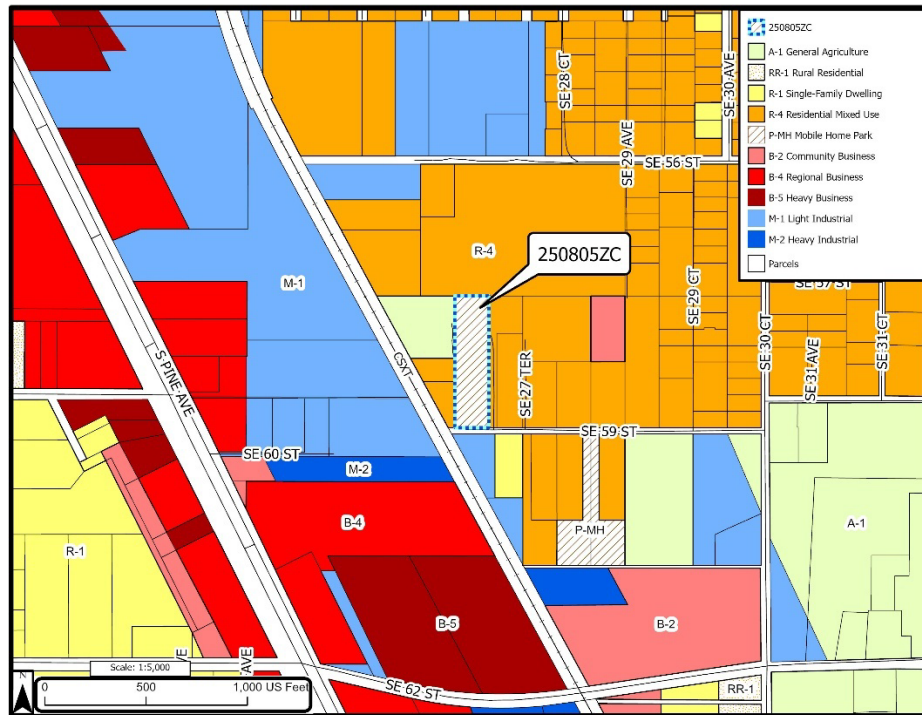 250805ZC
A-1 General Agriculture
RR-1 Rural Residential
R-1 Single-Family Dwelling
R-4 Residential Mixed Use
P-MH Mobile Home Park
B-2 Community Business
B-4 Regional Business
B-5 Heavy Business
M-1 Light Industrial
M-2 Heavy Industrial
Parcels
SE 28 CT
SE 29 AVE
SE 30 AVE
SE 56 ST
R-4
250805ZC
M-1
SE 57 ST
SE 29 CT
SE 30 CT
SE 31 AVE
SE 31 CT
S PINE AVE
CSXT
SE 27 TER
SE 59 ST
SE 60 ST
M-2
B-4
P-MH
A-1
R-1
B-5
B-2
RR-1
SE 62 ST
AVE
AVE
Scale: 1:5,000
N
0 500 1,000 US Feet